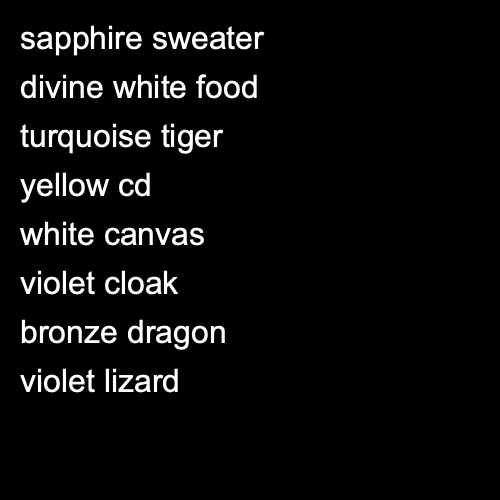 sapphire sweater
divine white food
turquoise tiger
yellow cd
white canvas
violet cloak
bronze dragon
violet lizard